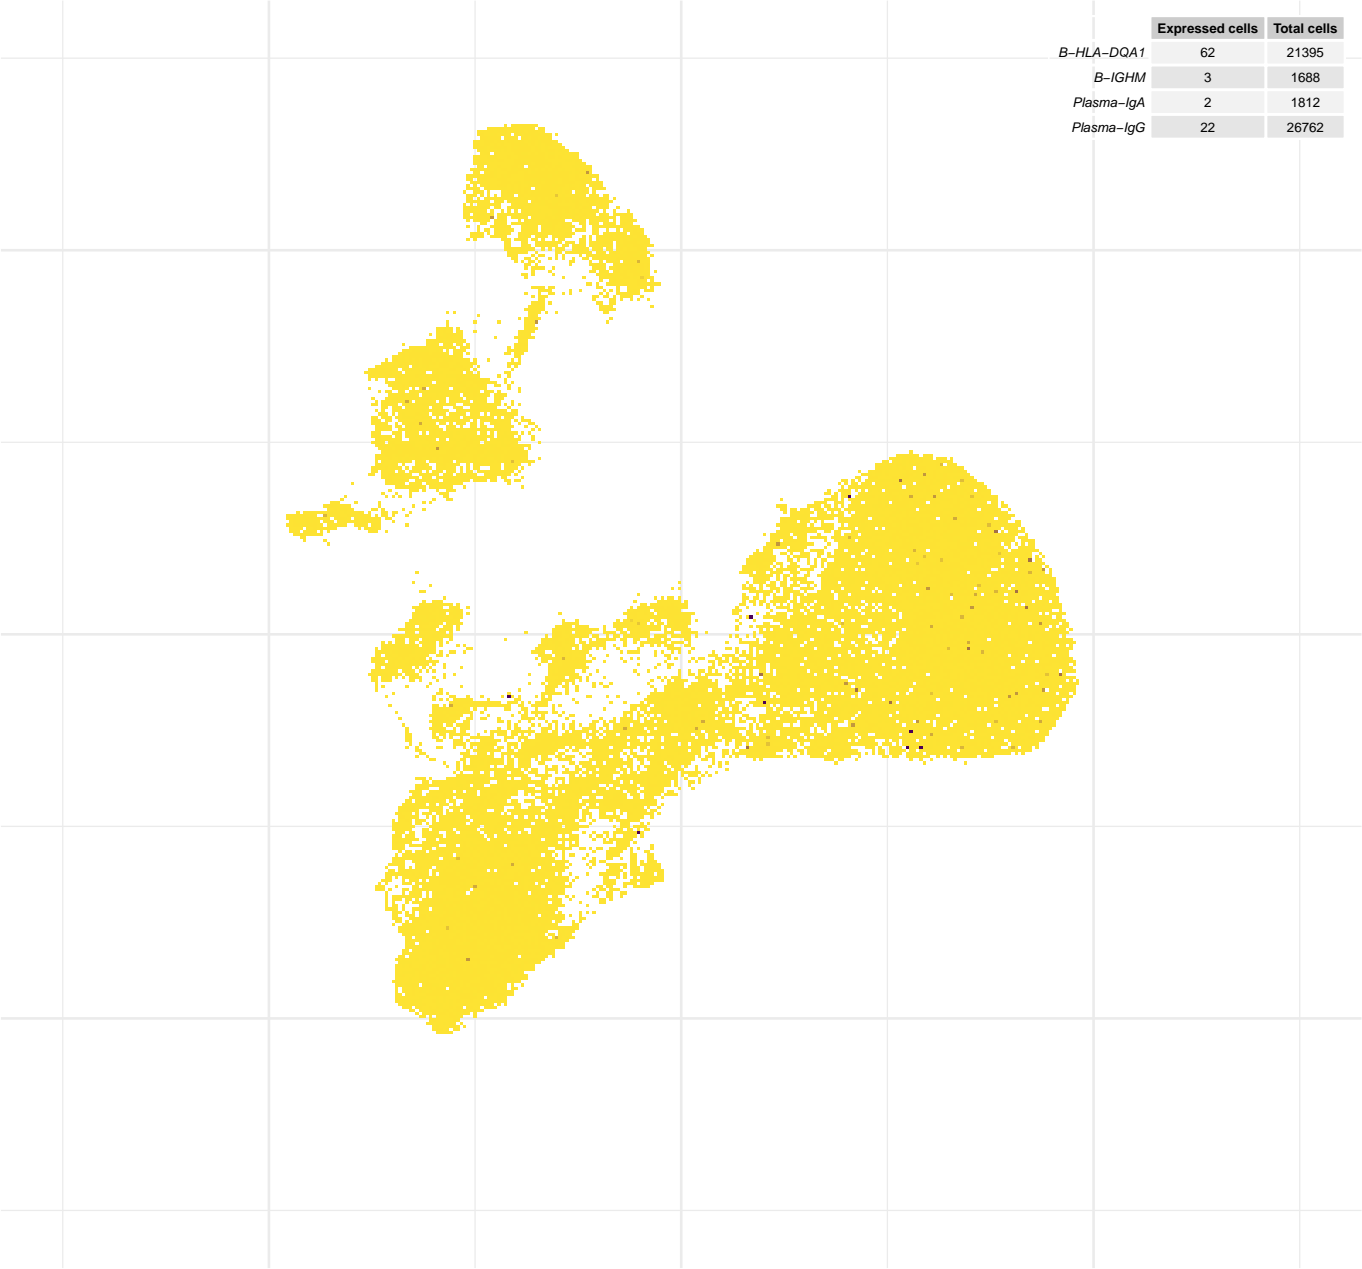 Expressed cells Total cells
B−HLA−DQA1 62 21395
B−IGHM 3 1688
Plasma−IgA 2 1812
Plasma−IgG 22 26762